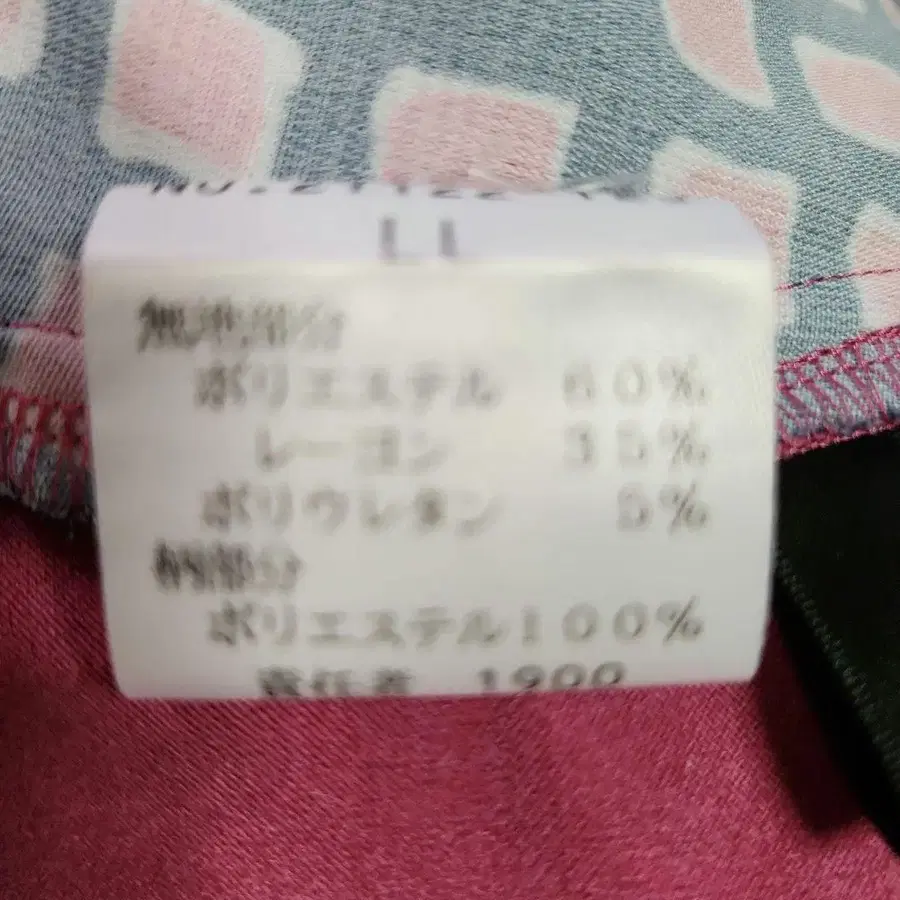 LL
無地部分
ポリエステル 60%
レーヨン 35%
ポリウレタン 5%
柄部分
ポリエステル100%
責任者 1900